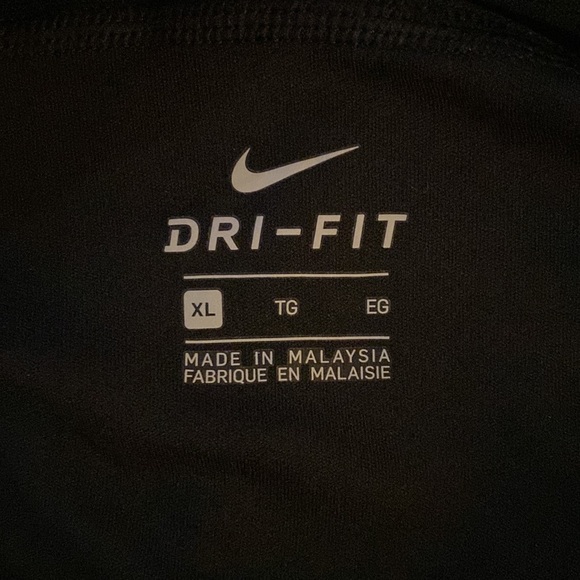 DRI-FIT
XL TG EG
MADE IN MALAYSIA
FABRIQUE EN MALAISIE